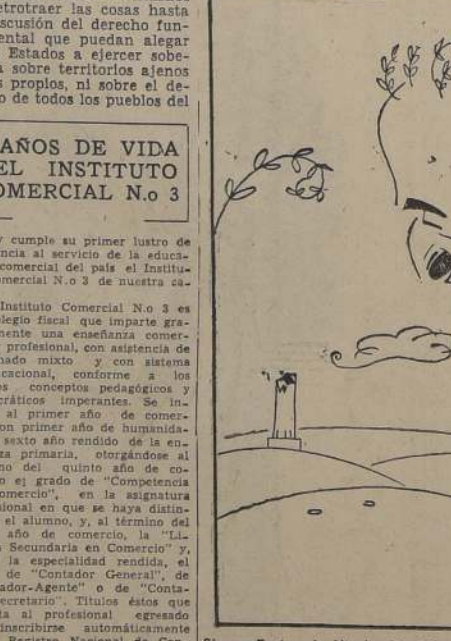 etrotraer las cosas hasta
scusión del derecho fun-
ental que puedan alegar
Estados a ejercer sobe-
a sobre territorios ajenos
s propios, ni sobre el de-
o de todos los pueblos del
AÑOS DE VIDA
EL INSTITUTO
OMERCIAL N.o 3
y cumple su primer lustro de
ncia al servicio de la educa-
comercial del país el Institu-
omercial N.o 3 de nuestra ca-
Instituto Comercial N.o 3 es
olegio fiscal que imparte gra-
mente una enseñanza comer-
profesional, con asistencia de
nado mixto y con sistema
cacional, conforme a los
es conceptos pedagógicos y
cráticos imperantes. Se in-
al primer año de comer-
on primer año de humanida-
sexto año rendido de la en-
za primaria, otorgándose al
no del quinto año de co-
o el grado de "Competencia
omercio", en la asignatura
sional en que se haya distin-
el alumno, y, al término del
año de comercio, la "Li-
Secundaria en Comercio" y,
la especialidad rendida, el
de "Contador General", de
ador-Agente" o de "Conta-
ecretario". Títulos éstos que
ta al profesional egresado
inscribirse automáticamente
Registro Nacional de Con-